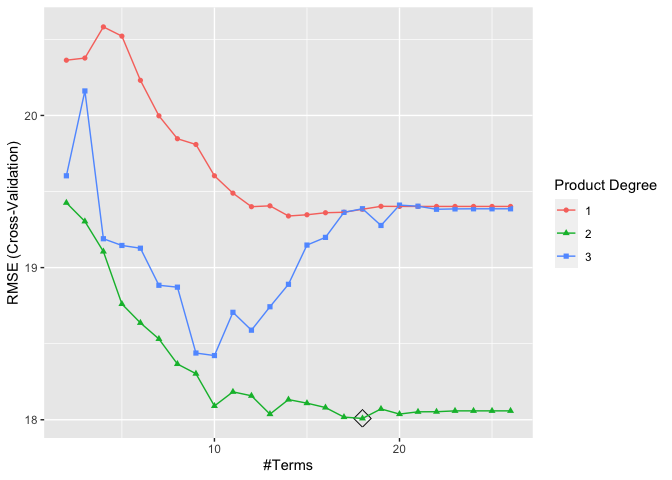 RMSE (Cross-Validation)
20
19
18
10
20
#Terms
Product Degree
1
2
3